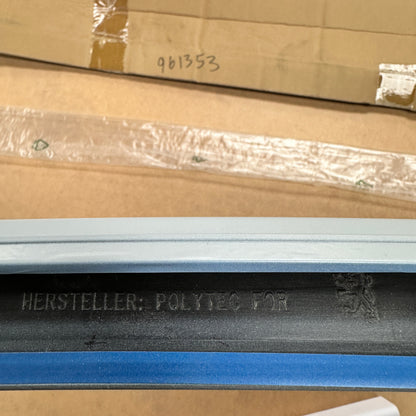 961353
HERSTELLER: POLYTEC FOR